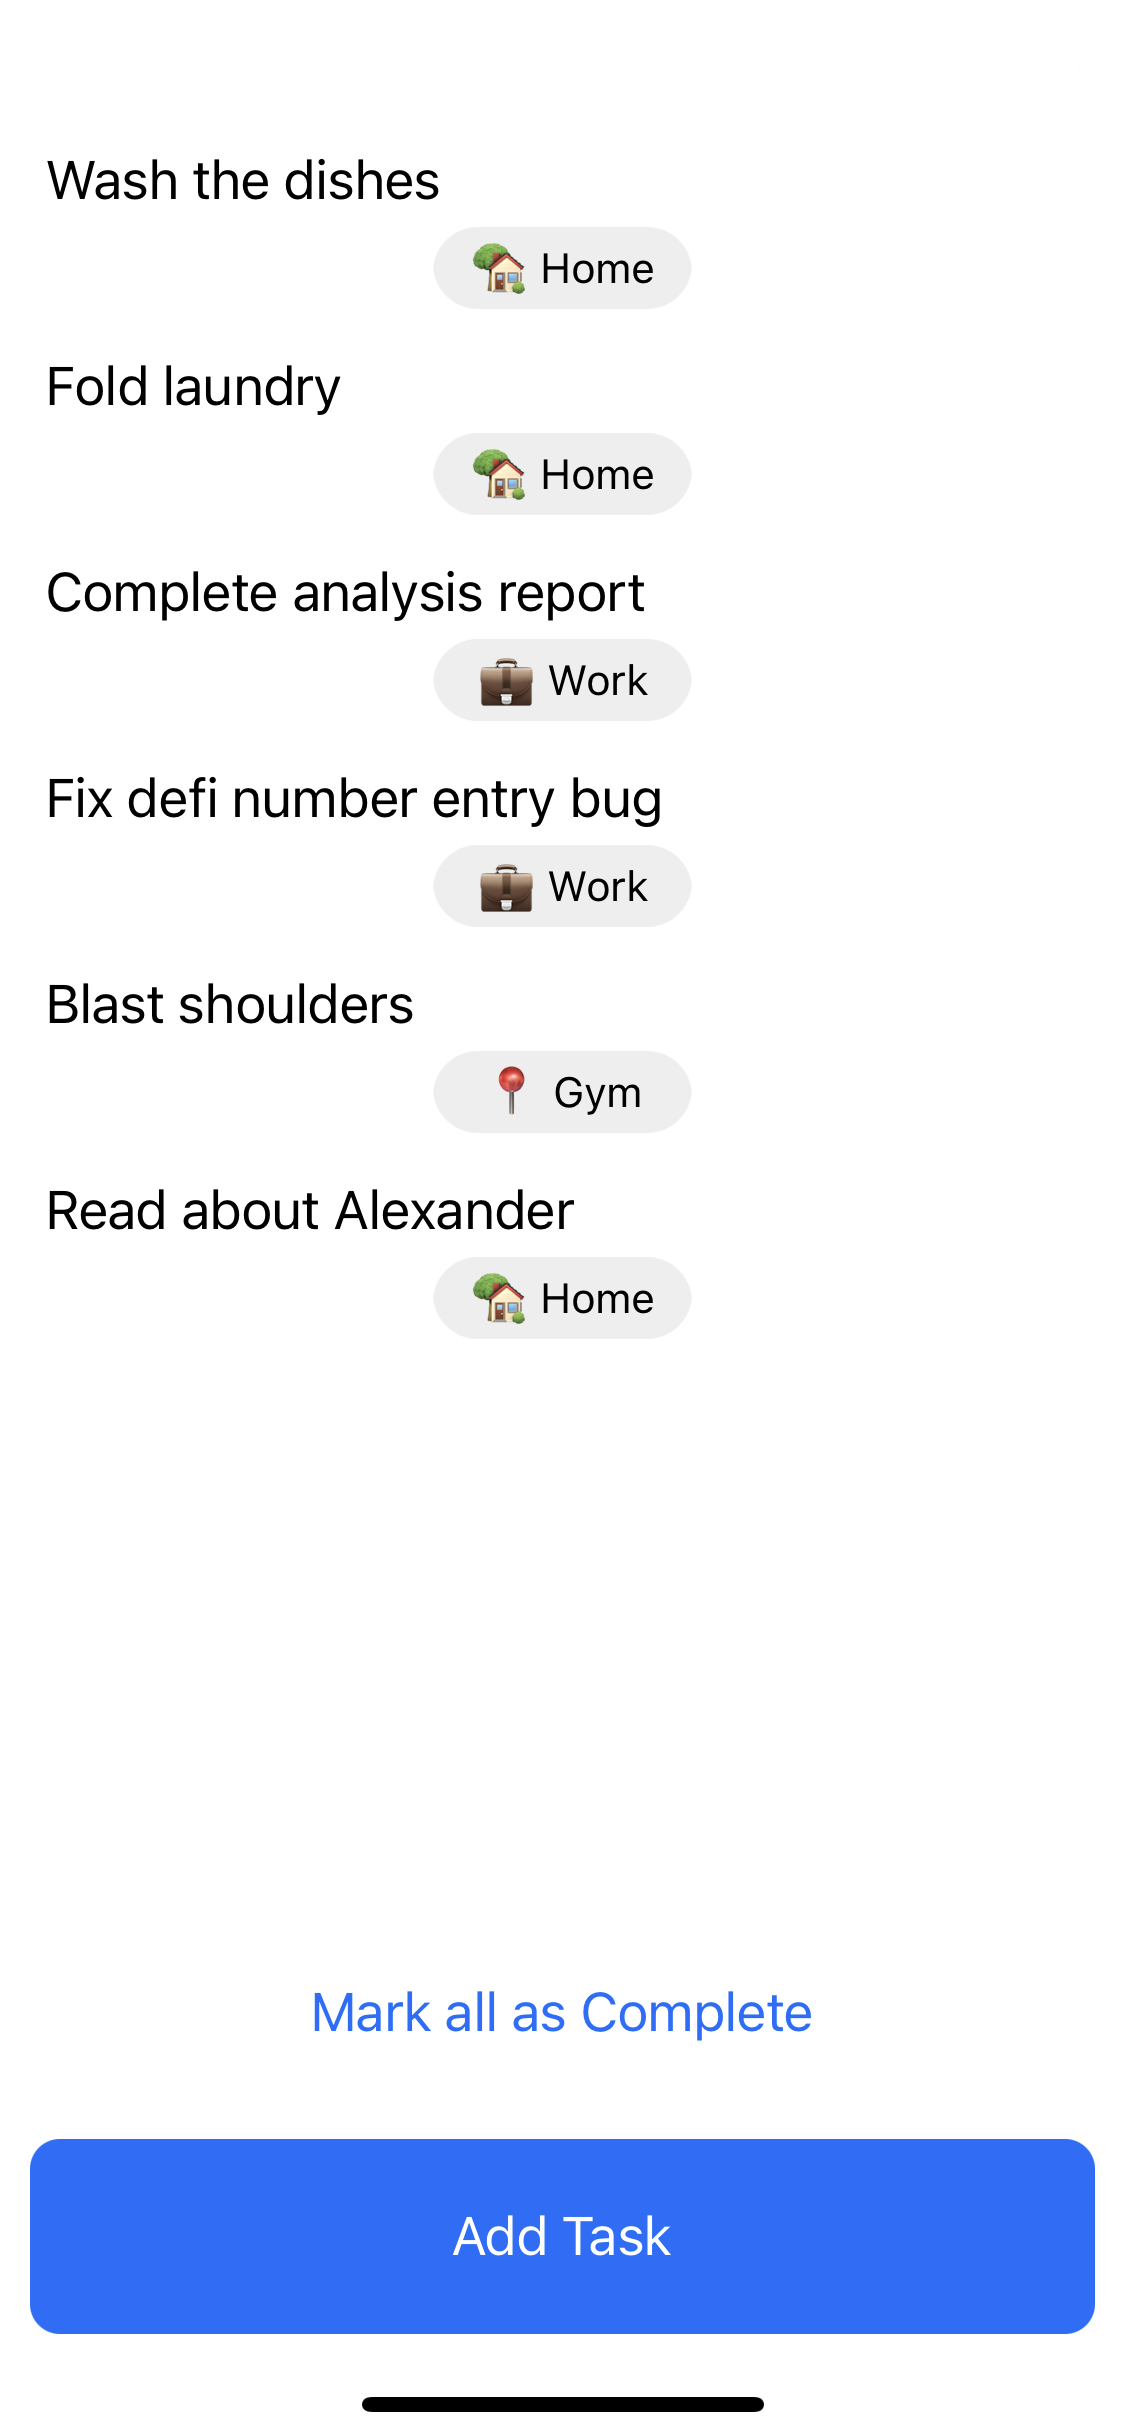 Wash the dishes
🏡 Home
Fold laundry
🏡 Home
Complete analysis report
💼 Work
Fix defi number entry bug
💼 Work
Blast shoulders
📍 Gym
Read about Alexander
🏡 Home
Mark all as Complete
Add Task